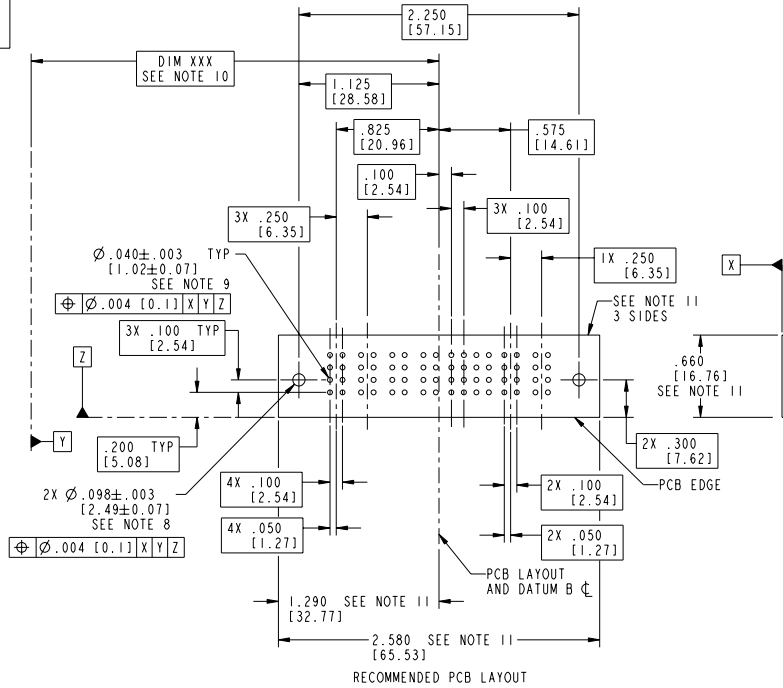 2.250
[57.15]
DIM XXX
SEE NOTE 10
1.125
[28.58]
.825
[20.96]
.575
[14.61]
.100
[2.54]
3X .250
[6.35]
3X .100
[2.54]
Ø.040±.003 TYP
[1.02±0.07]
SEE NOTE 9
⌖ Ø.004 [0.1] X Y Z
1X .250
[6.35]
X
SEE NOTE 11
3 SIDES
3X .100 TYP
[2.54]
Z
.660
[16.76]
SEE NOTE 11
Y
.200 TYP
[5.08]
2X .300
[7.62]
PCB EDGE
2X Ø.098±.003
[2.49±0.07]
SEE NOTE 8
⌖ Ø.004 [0.1] X Y Z
4X .100
[2.54]
2X .100
[2.54]
4X .050
[1.27]
2X .050
[1.27]
PCB LAYOUT
AND DATUM B ℄
1.290 SEE NOTE 11
[32.77]
2.580 SEE NOTE 11
[65.53]
RECOMMENDED PCB LAYOUT